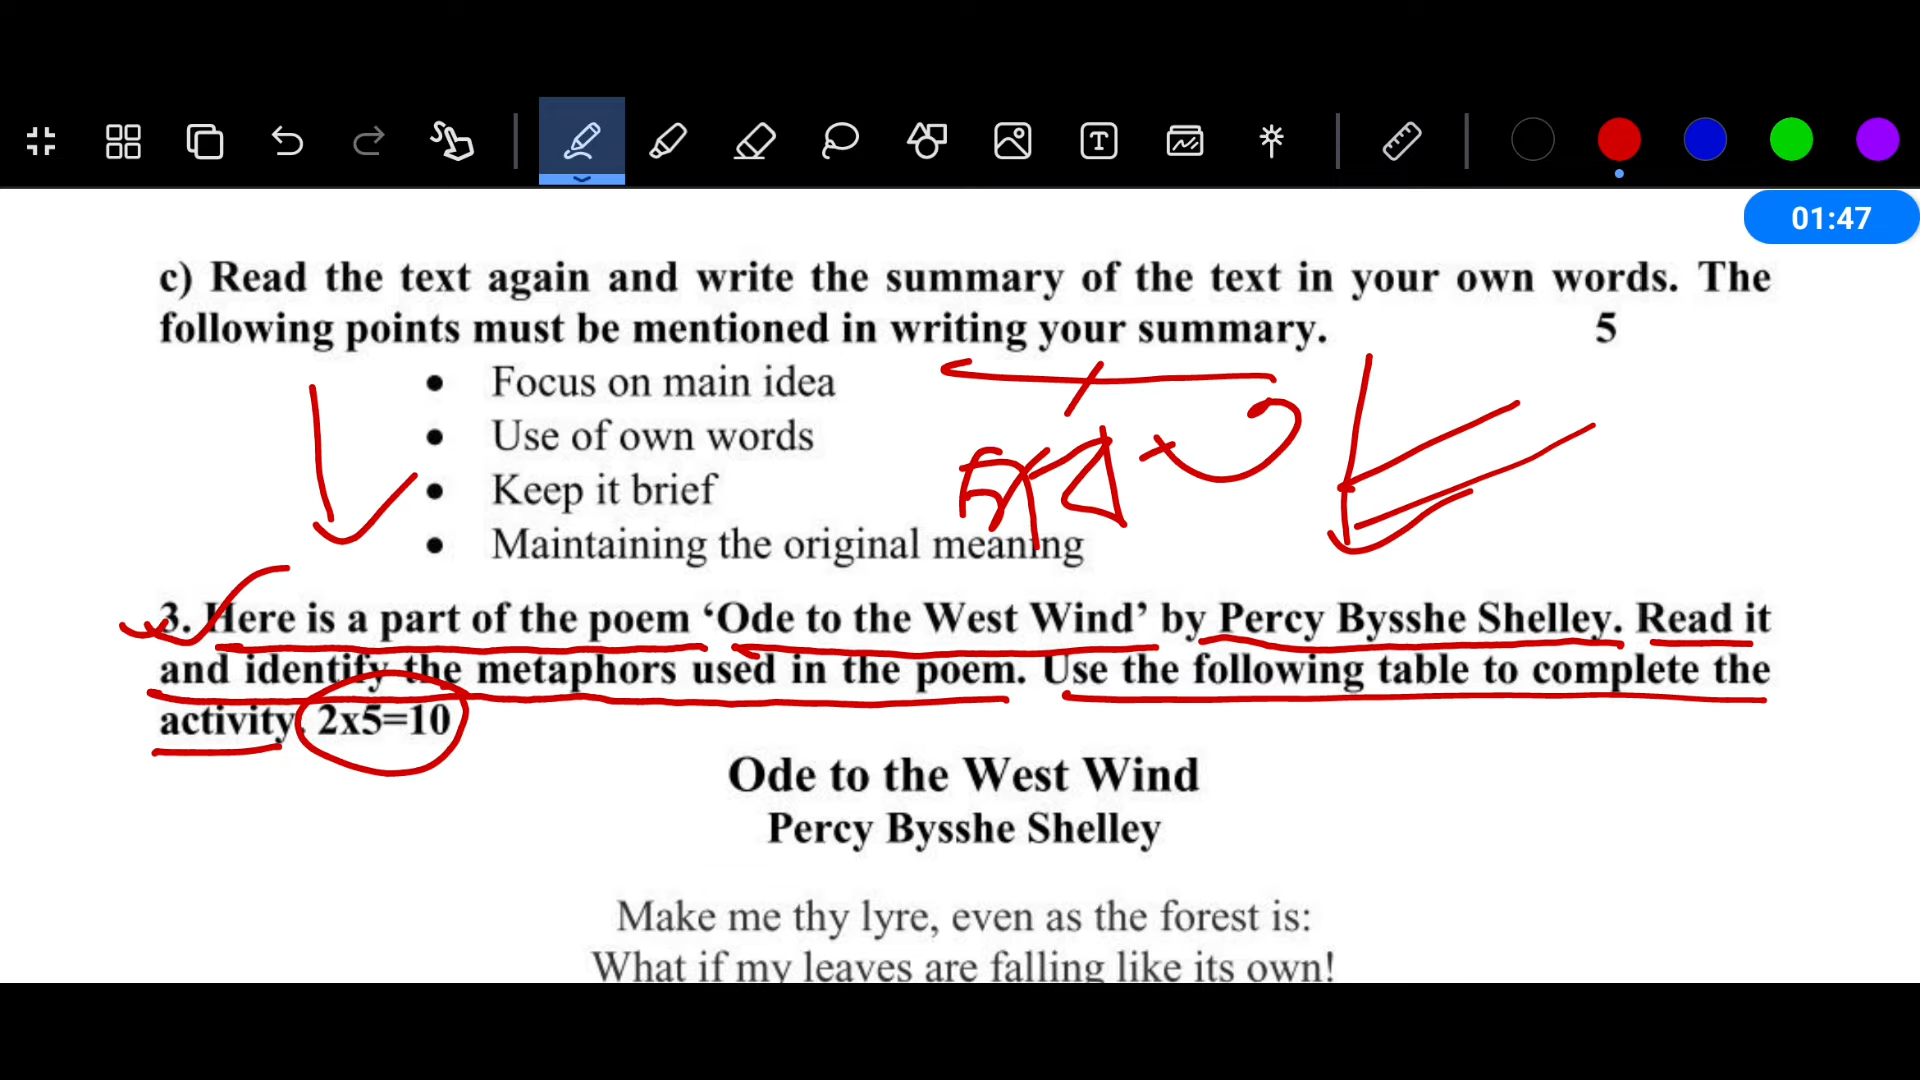 01:47
c) Read the text again and write the summary of the text in your own words. The
following points must be mentioned in writing your summary. 5
• Focus on main idea
• Use of own words
• Keep it brief
• Maintaining the original meaning
3. Here is a part of the poem ‘Ode to the West Wind’ by Percy Bysshe Shelley. Read it
and identify the metaphors used in the poem. Use the following table to complete the
activity. 2x5=10
Ode to the West Wind
Percy Bysshe Shelley
Make me thy lyre, even as the forest is:
What if my leaves are falling like its own!